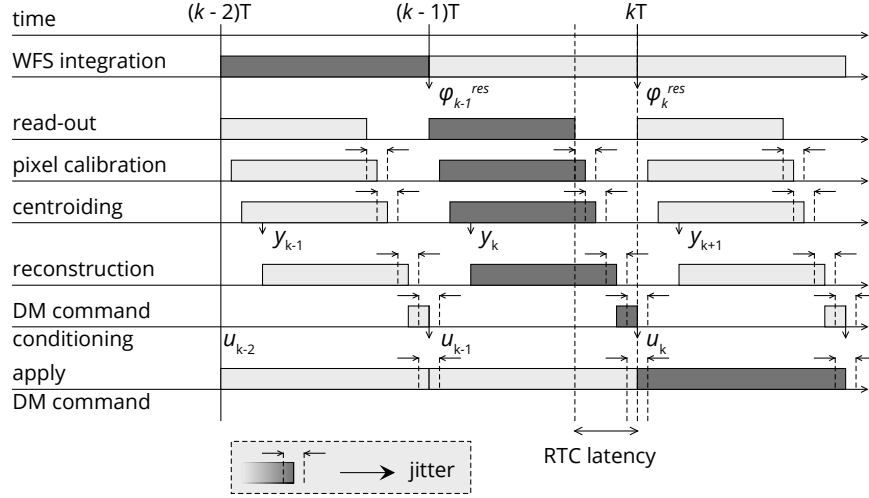 (k - 2)T (k - 1)T kT
time
WFS integration
φk-1res φkres
read-out
pixel calibration
centroiding
yk-1 yk yk+1
reconstruction
DM command
conditioning uk-2 uk-1 uk
apply
DM command
RTC latency
jitter